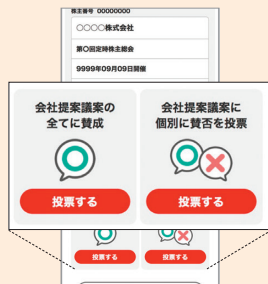 株主番号 00000000
○○○○株式会社
第○回定時株主総会
9999年09月09日開催
会社提案議案の
全てに賛成
投票する
会社提案議案に
個別に賛否を投票
投票する
投票する
投票する